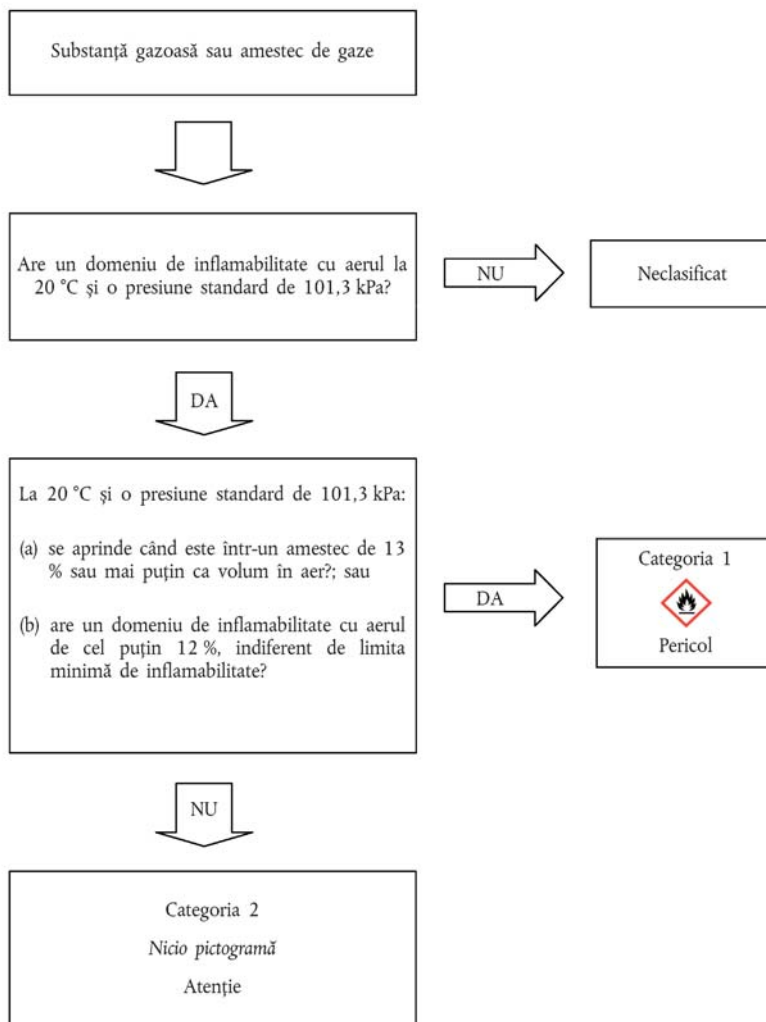 Substanță gazoasă sau amestec de gaze
Are un domeniu de inflamabilitate cu aerul la
20 °C și o presiune standard de 101,3 kPa?
NU
Neclasificat
DA
La 20 °C și o presiune standard de 101,3 kPa:
(a) se aprinde când este într-un amestec de 13
% sau mai puțin ca volum în aer?; sau
(b) are un domeniu de inflamabilitate cu aerul
de cel puțin 12 %, indiferent de limita
minimă de inflamabilitate?
DA
Categoria 1
Pericol
NU
Categoria 2
Nicio pictogramă
Atenție